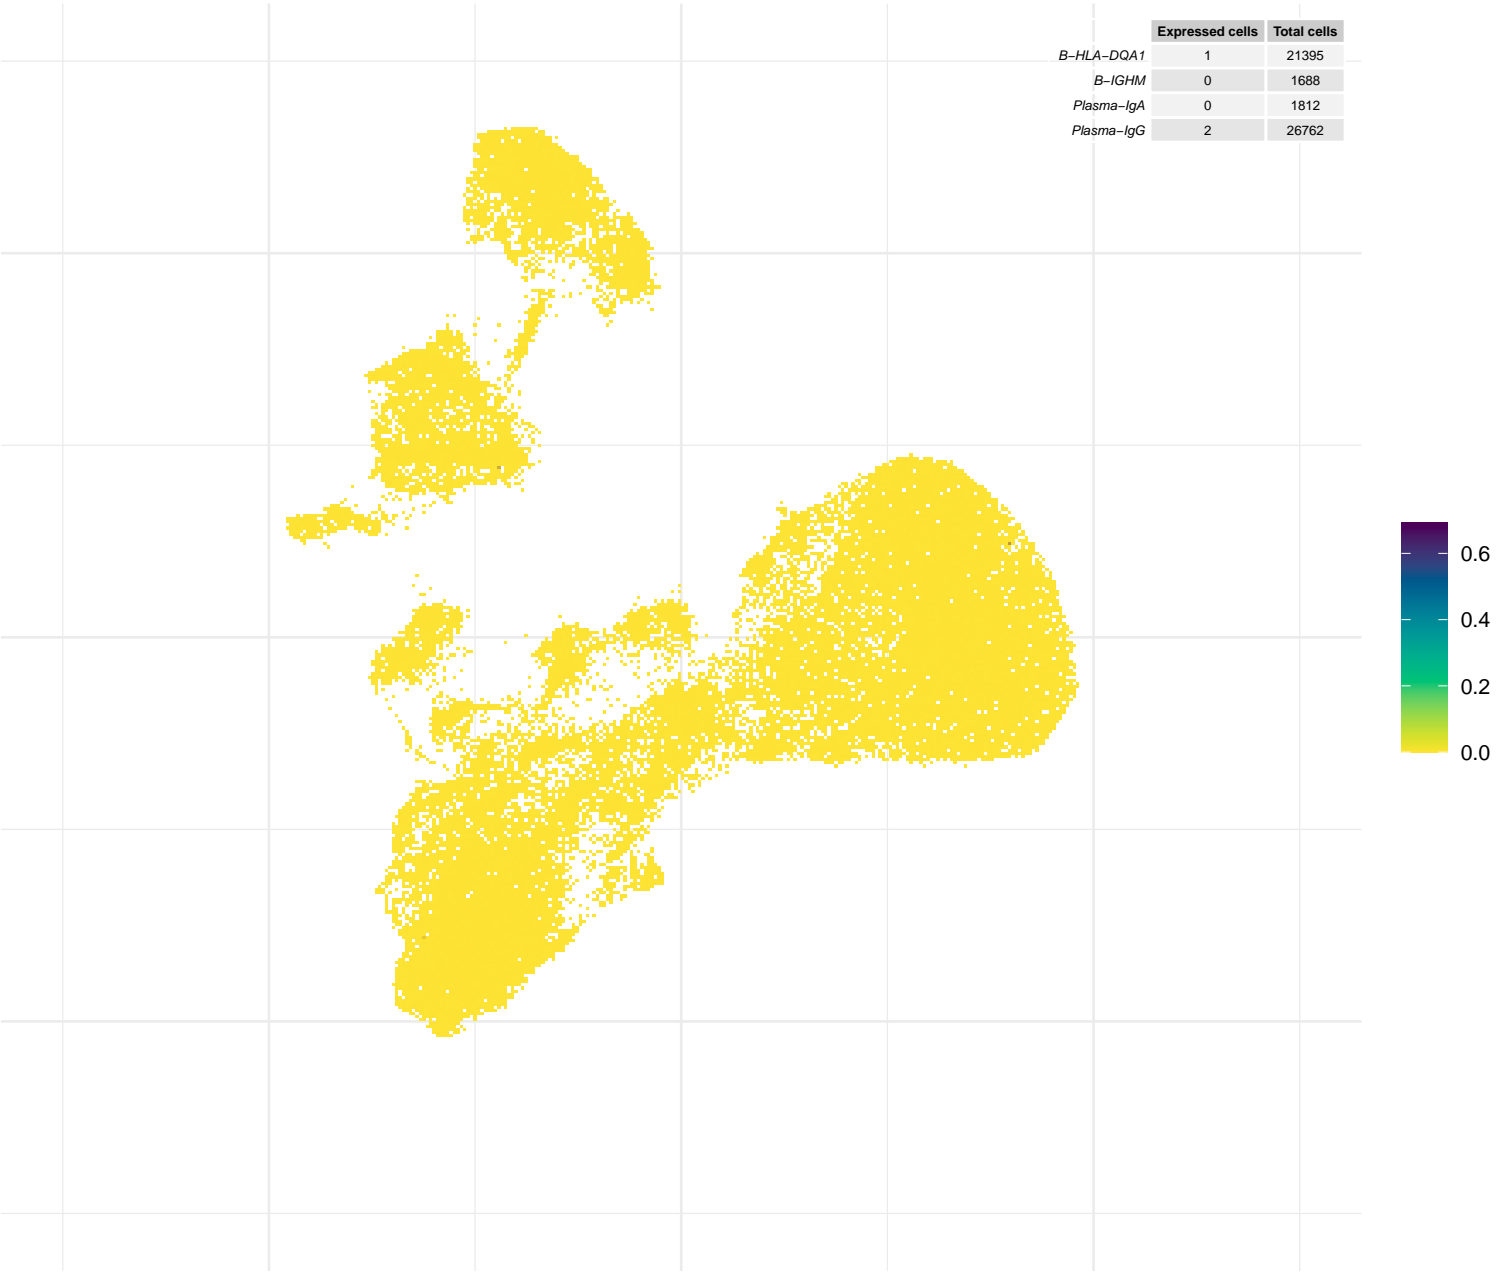 Expressed cells Total cells
B-HLA-DQA1 1 21395
B-IGHM 0 1688
Plasma-IgA 0 1812
Plasma-IgG 2 26762
0.6
0.4
0.2
0.0